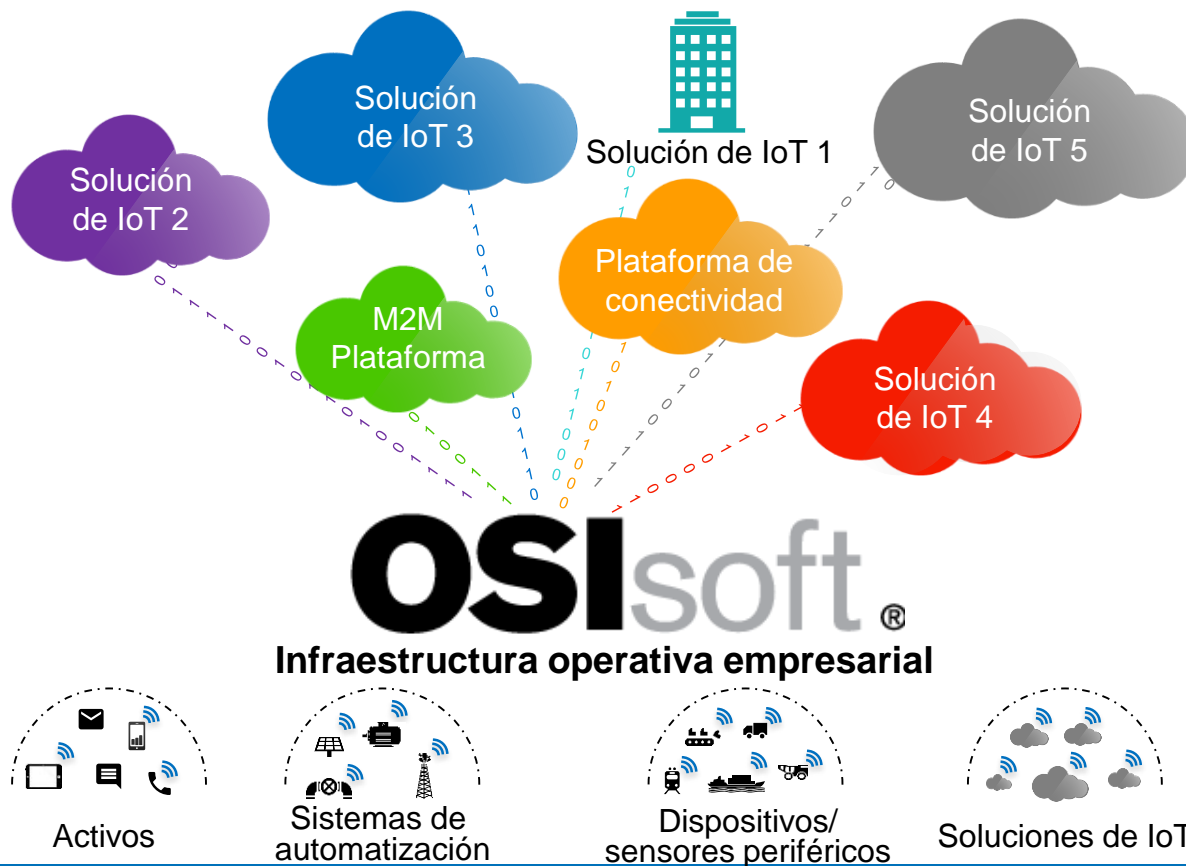 Solución
de IoT 3
Solución de IoT 1
Solución
de IoT 5
Solución
de IoT 2
Plataforma de
conectividad
M2M
Plataforma
Solución
de IoT 4
OSIsoft®
Infraestructura operativa empresarial
Activos
Sistemas de
automatización
Dispositivos/
sensores periféricos
Soluciones de IoT